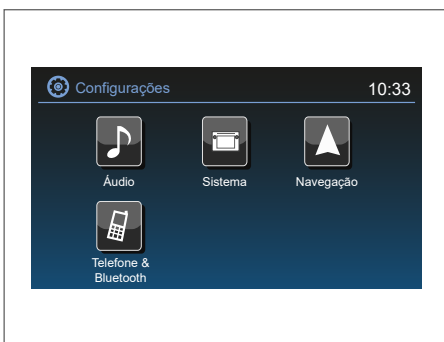 Configurações 10:33
Áudio Sistema Navegação
Telefone &
Bluetooth